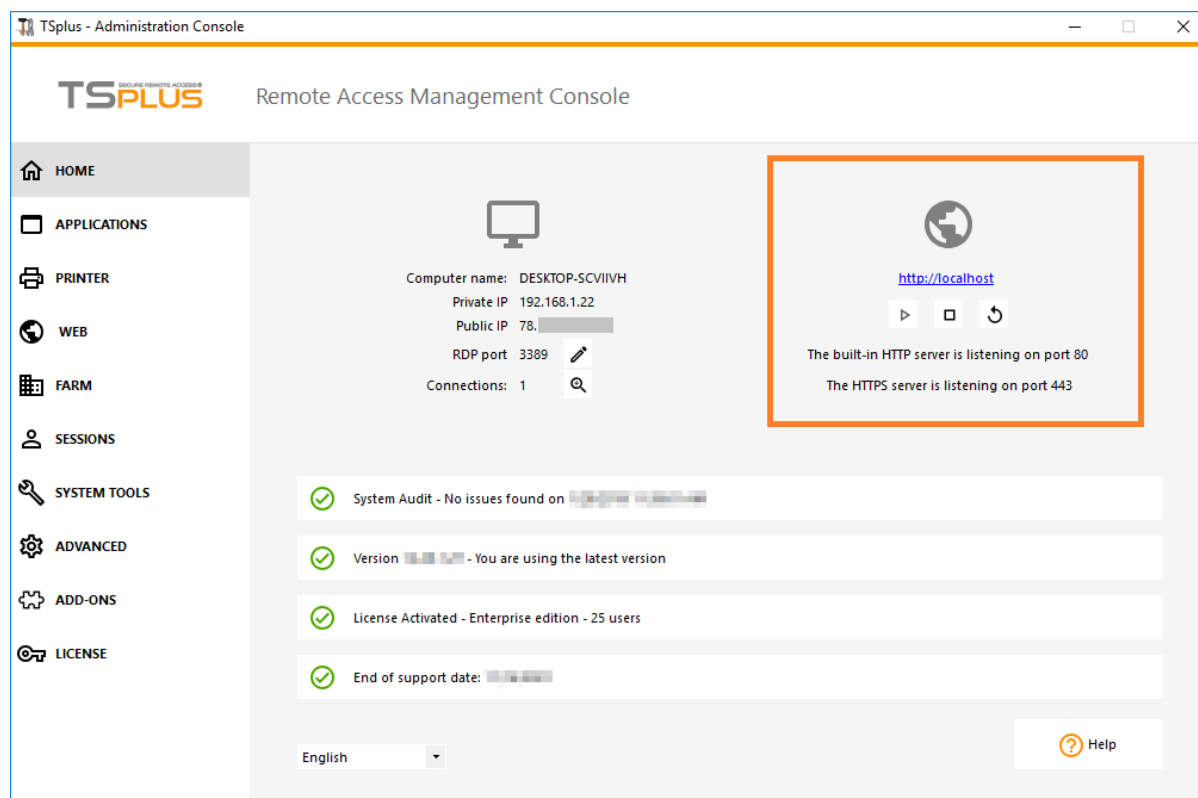 TSplus - Administration Console
TSPLUS SECURE REMOTE ACCESS®
Remote Access Management Console
HOME
APPLICATIONS
PRINTER
WEB
FARM
SESSIONS
SYSTEM TOOLS
ADVANCED
ADD-ONS
LICENSE
Computer name: DESKTOP-SCVIIVH
Private IP 192.168.1.22
Public IP 78.
RDP port 3389
Connections: 1
http://localhost
The built-in HTTP server is listening on port 80
The HTTPS server is listening on port 443
System Audit - No issues found on
Version - You are using the latest version
License Activated - Enterprise edition - 25 users
End of support date:
English
Help